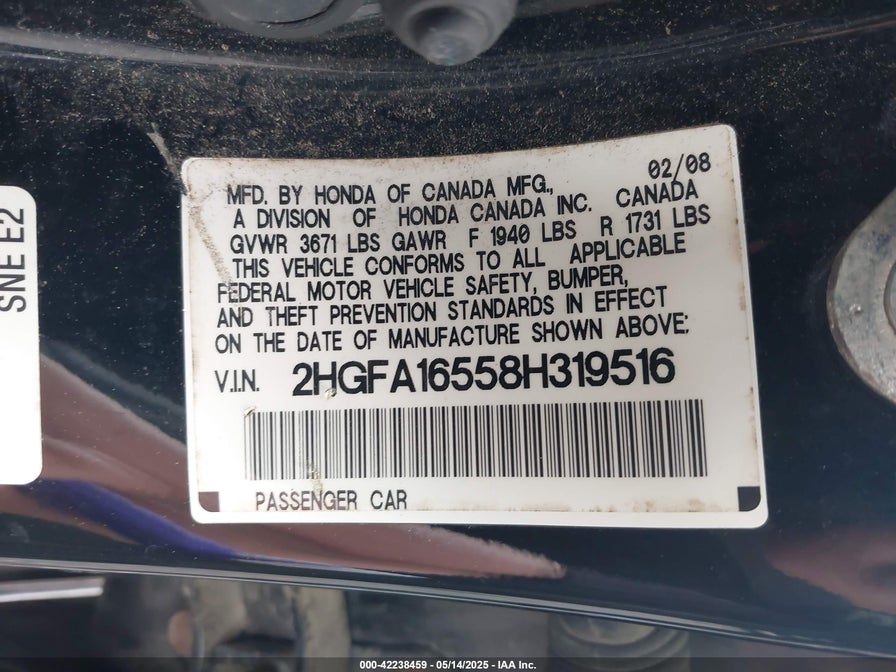 02/08
MFD. BY HONDA OF CANADA MFG.,
A DIVISION OF HONDA CANADA INC. CANADA
GVWR 3671 LBS GAWR F 1940 LBS R 1731 LBS
THIS VEHICLE CONFORMS TO ALL APPLICABLE
FEDERAL MOTOR VEHICLE SAFETY, BUMPER,
AND THEFT PREVENTION STANDARDS IN EFFECT
ON THE DATE OF MANUFACTURE SHOWN ABOVE;
V.I.N. 2HGFA16558H319516
PASSENGER CAR
SNE E2
000-42238459 - 05/14/2025 - IAA Inc.